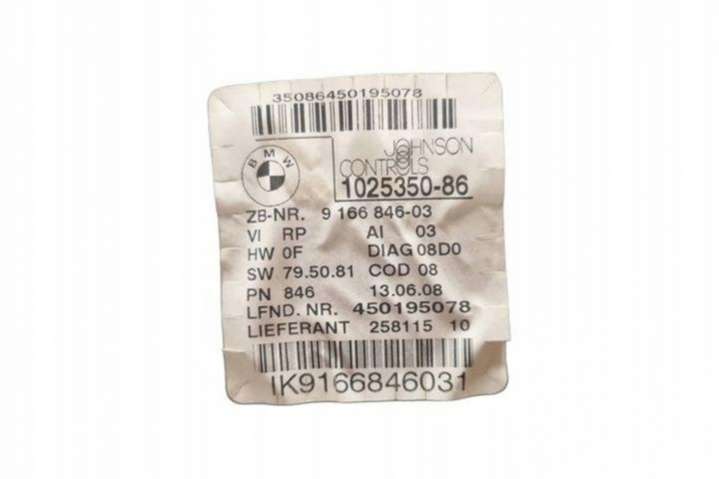 35086450195078
BMW
JOHNSON
CONTROLS
1025350-86
ZB-NR. 9 166 846-03
VI RP AI 03
HW 0F DIAG 08D0
SW 79.50.81 COD 08
PN 846 13.06.08
LFND. NR. 450195078
LIEFERANT 258115 10
IK9166846031